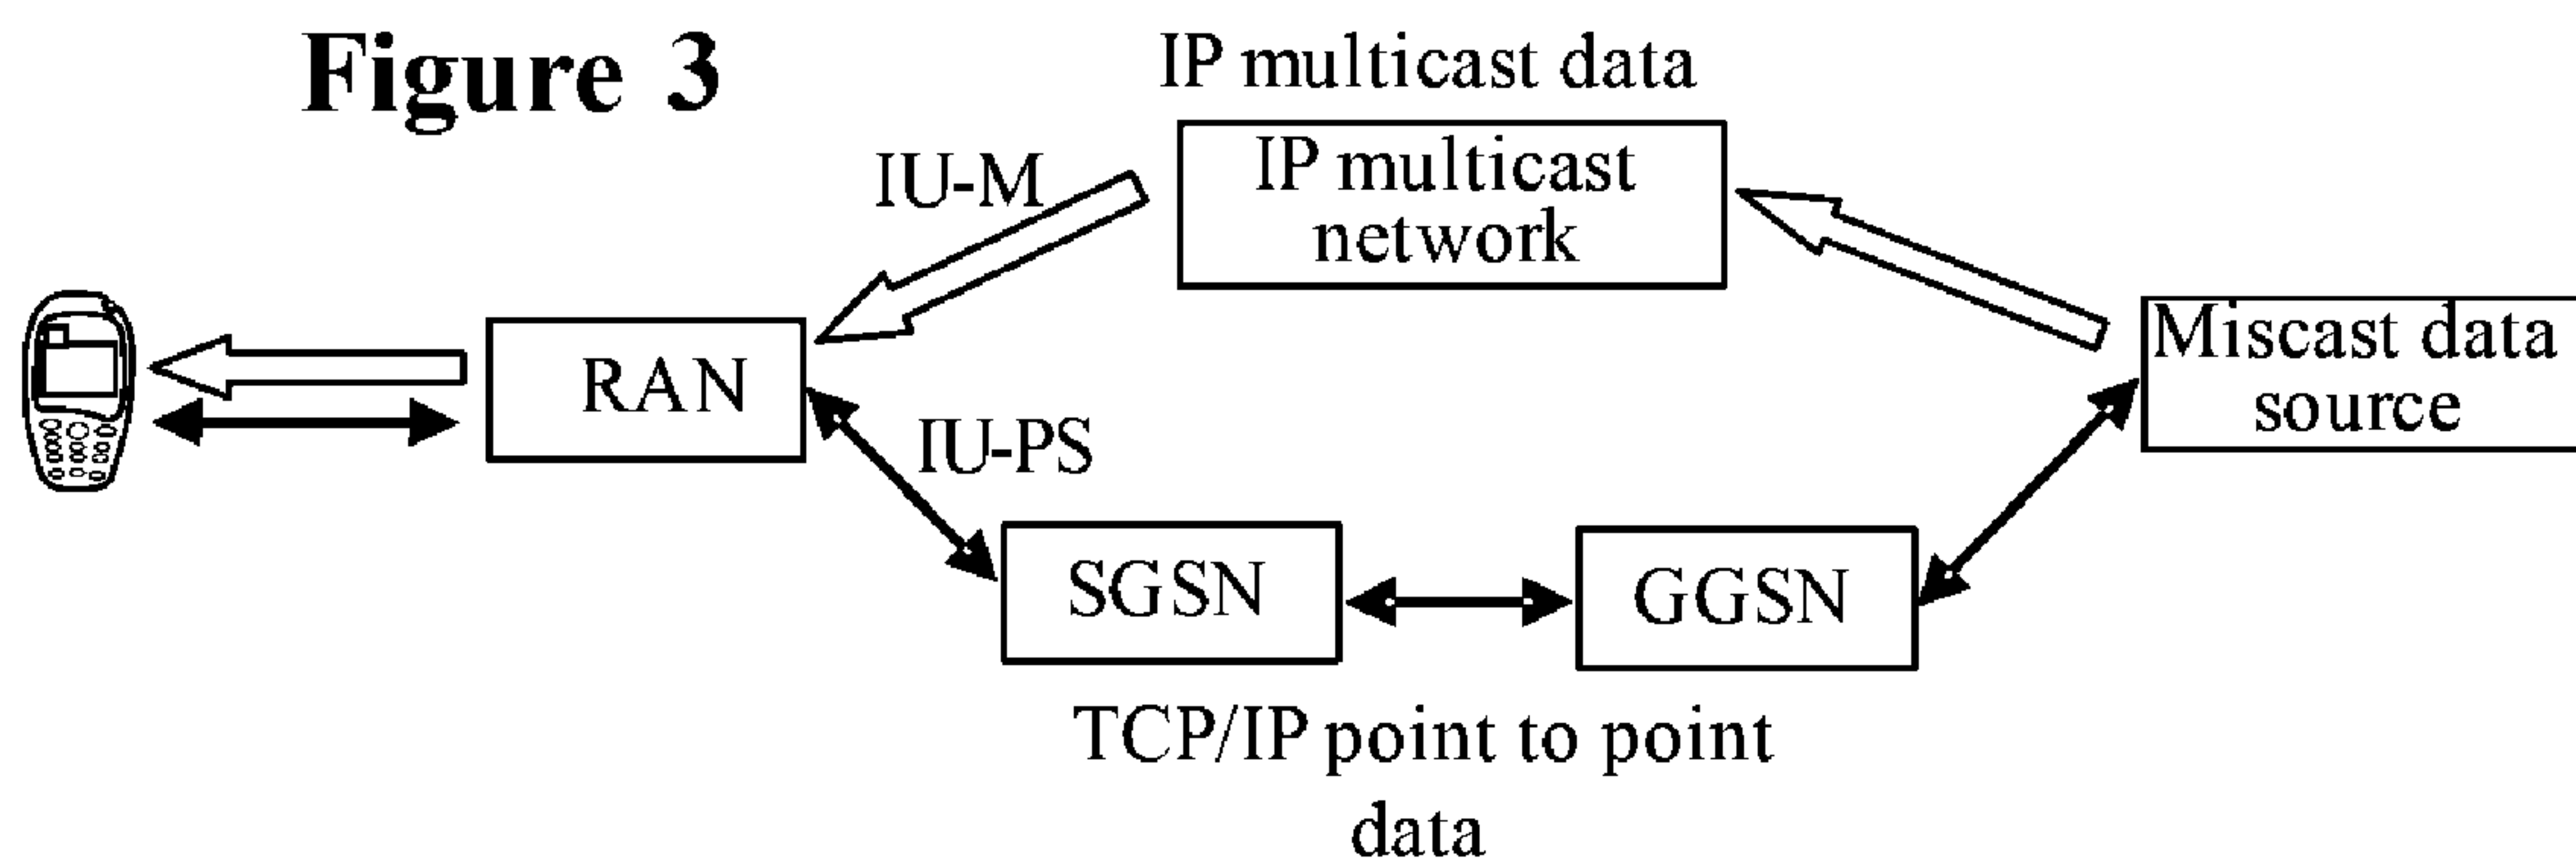 Figure 3
IP multicast data
IP multicast
network
IU-M
RAN
Miscast data
source
IU-PS
SGSN
GGSN
TCP/IP point to point
data